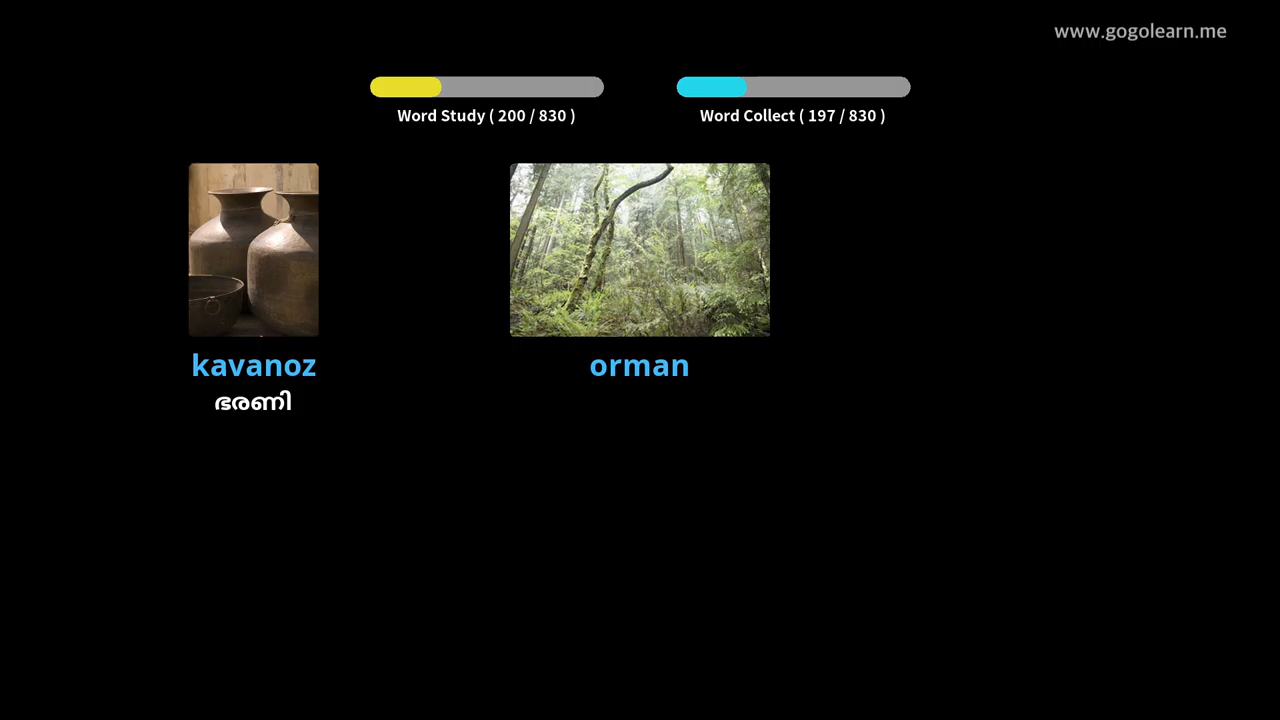 www.gogolearn.me
Word Study ( 200 / 830 )
Word Collect ( 197 / 830 )
kavanoz
orman
ഭരണി